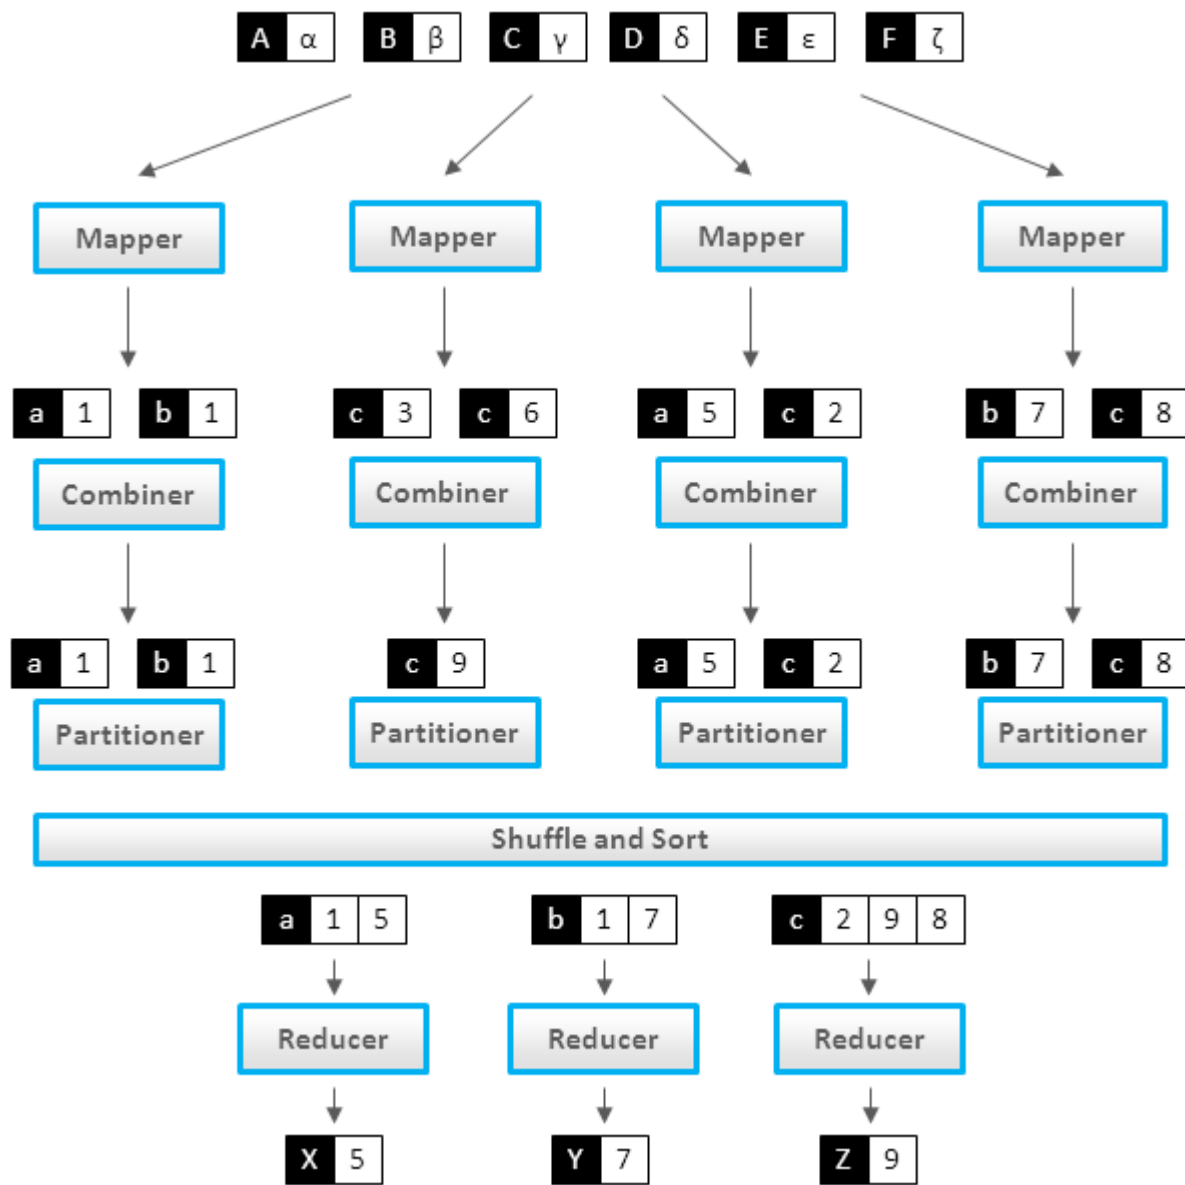 A α B β C γ D δ E ε F ζ
Mapper Mapper Mapper Mapper
a 1 b 1 c 3 c 6 a 5 c 2 b 7 c 8
Combiner Combiner Combiner Combiner
a 1 b 1 c 9 a 5 c 2 b 7 c 8
Partitioner Partitioner Partitioner Partitioner
Shuffle and Sort
a 1 5 b 1 7 c 2 9 8
Reducer Reducer Reducer
X 5 Y 7 Z 9